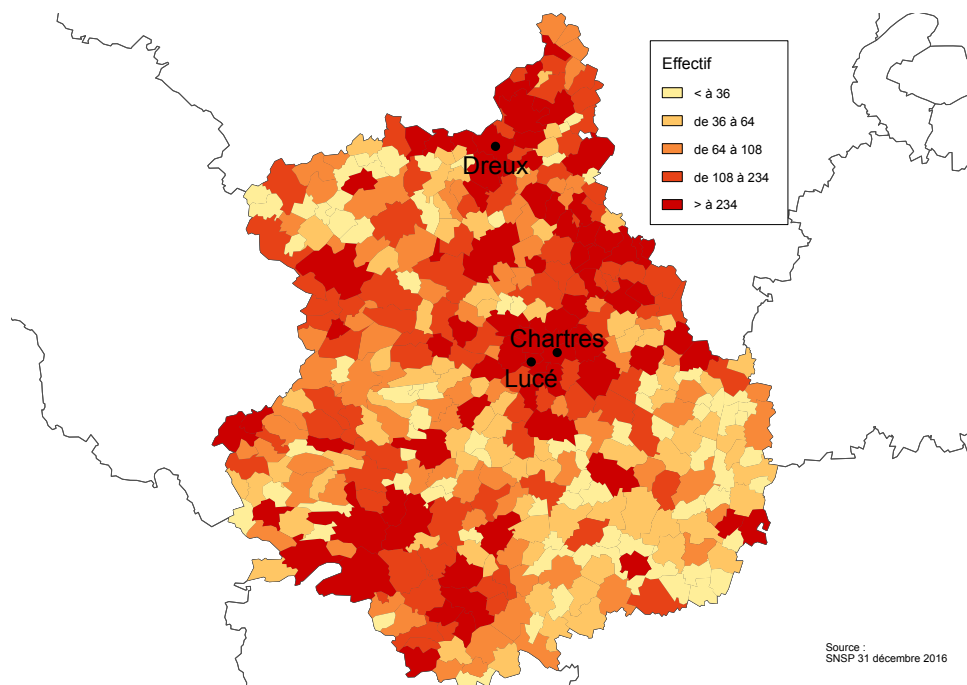 Effectif
< à 36
de 36 à 64
de 64 à 108
de 108 à 234
> à 234
Dreux
Chartres
Lucé
Source :
SNSP 31 décembre 2016